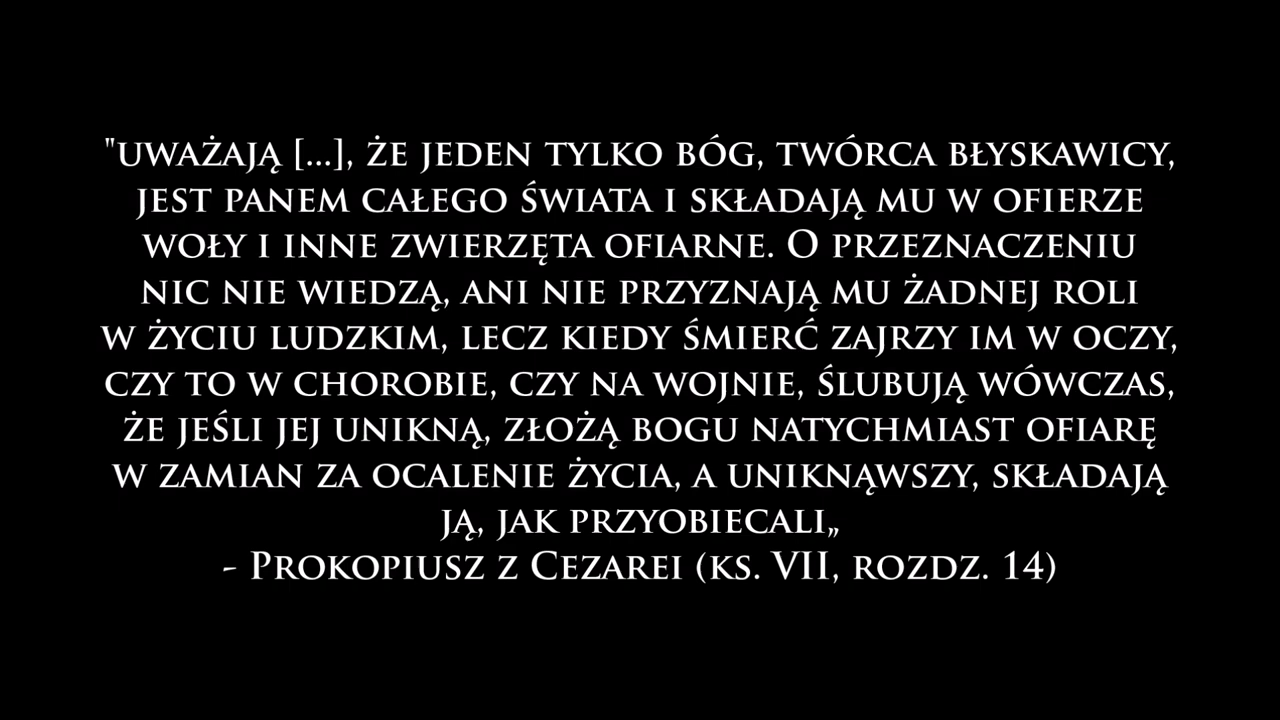 "uważają [...], że jeden tylko bóg, twórca błyskawicy,
jest panem całego świata i składają mu w ofierze
woły i inne zwierzęta ofiarne. O przeznaczeniu
nic nie wiedzą, ani nie przyznają mu żadnej roli
w życiu ludzkim, lecz kiedy śmierć zajrzy im w oczy,
czy to w chorobie, czy na wojnie, ślubują wówczas,
że jeśli jej unikną, złożą bogu natychmiast ofiarę
w zamian za ocalenie życia, a uniknąwszy, składają
ją, jak przyobiecali„
- Prokopiusz z Cezarei (ks. VII, rozdz. 14)